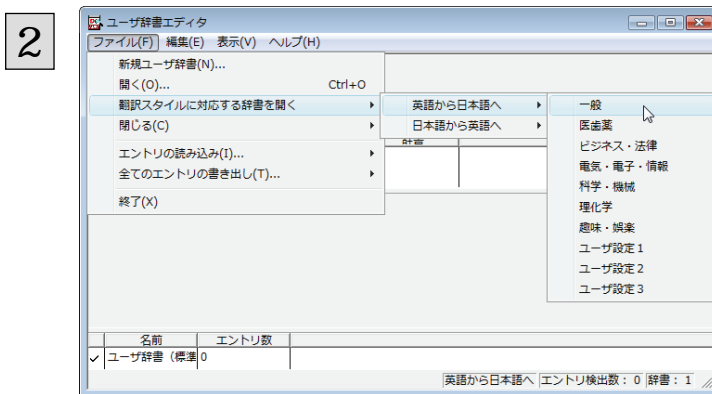 2
ユーザ辞書エディタ
ファイル(F) 編集(E) 表示(V) ヘルプ(H)
新規ユーザ辞書(N)...
開く(O)... Ctrl+O
翻訳スタイルに対応する辞書を開く
閉じる(C)
エントリの読み込み(I)...
全てのエントリの書き出し(T)...
終了(X)
英語から日本語へ
日本語から英語へ
一般
医歯薬
ビジネス・法律
電気・電子・情報
科学・機械
理化学
趣味・娯楽
ユーザ設定1
ユーザ設定2
ユーザ設定3
名前 エントリ数
ユーザ辞書（標準 0
英語から日本語へ エントリ検出数： 0 辞書： 1